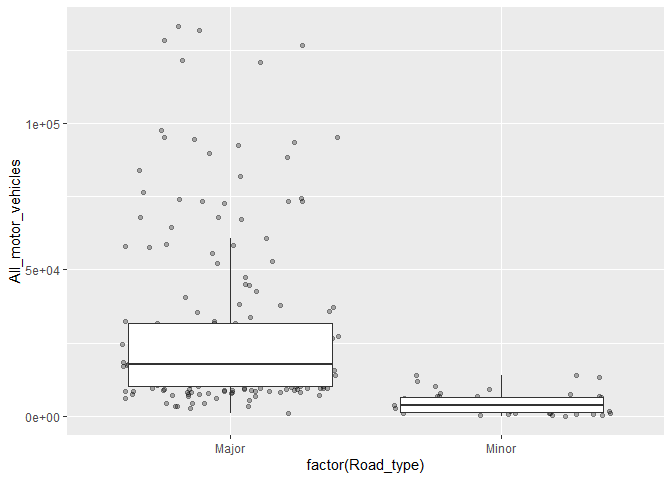 1e+05
5e+04
0e+00
All_motor_vehicles
Major
Minor
factor(Road_type)